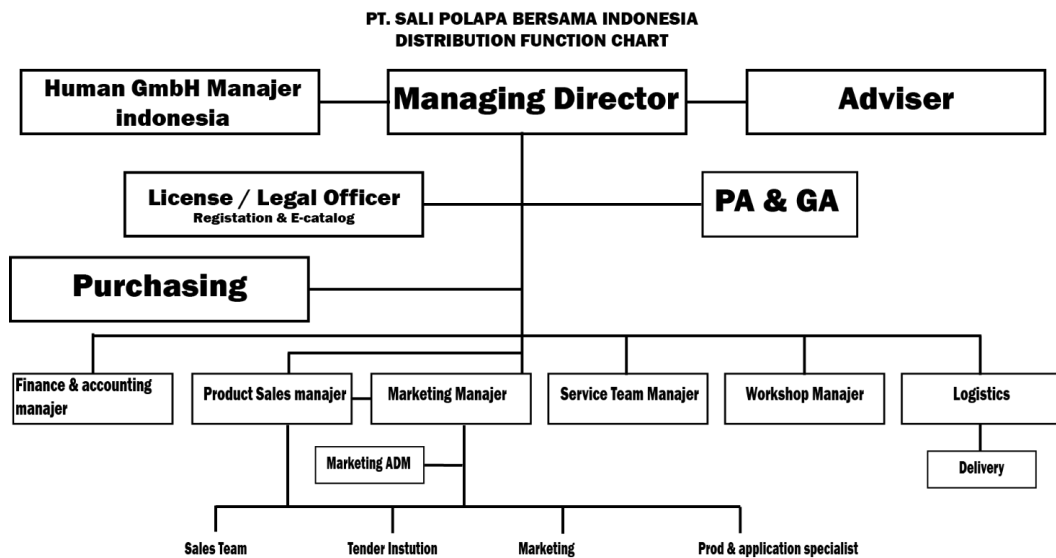 PT. SALI POLAPA BERSAMA INDONESIA
DISTRIBUTION FUNCTION CHART
Human GmbH Manajer
indonesia
Managing Director
Adviser
License / Legal Officer
Registation & E-catalog
PA & GA
Purchasing
Finance & accounting
manajer
Product Sales manajer
Marketing Manajer
Service Team Manajer
Workshop Manajer
Logistics
Marketing ADM
Delivery
Sales Team
Tender Instution
Marketing
Prod & application specialist